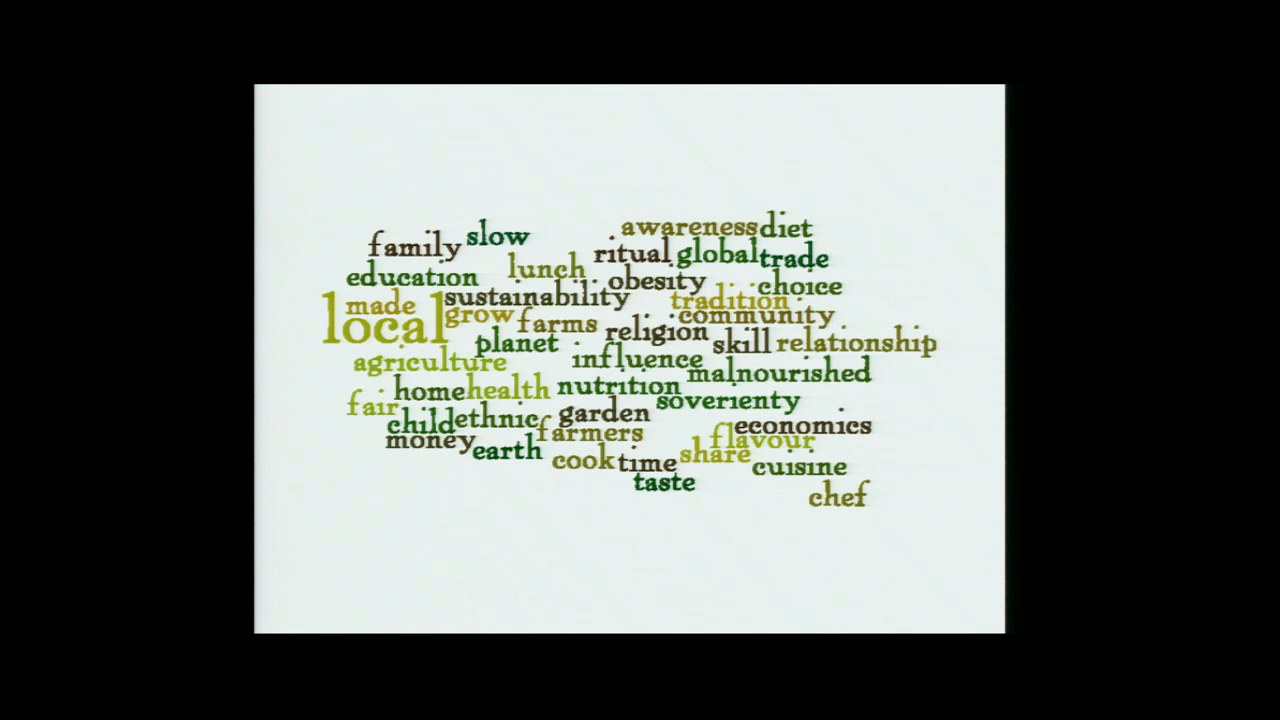 awareness diet
family slow ritual global trade
education lunch obesity choice
made sustainability tradition
local grow farms religion community
planet influence skill relationship
agriculture malnourished
home health nutrition soverienty
fair child ethnic garden economics
money earth farmers flavour
cook time share cuisine
taste chef